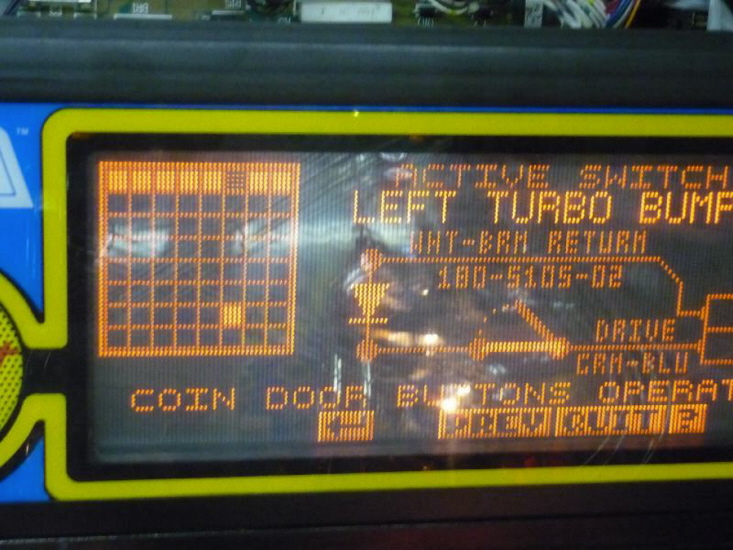 ACTIVE SWITCH
LEFT TURBO BUMP
WHT-BRN RETURN
180-5105-02
DRIVE
GRN-BLU
COIN DOOR BUTTONS OPERAT
PREV QUIT
TM